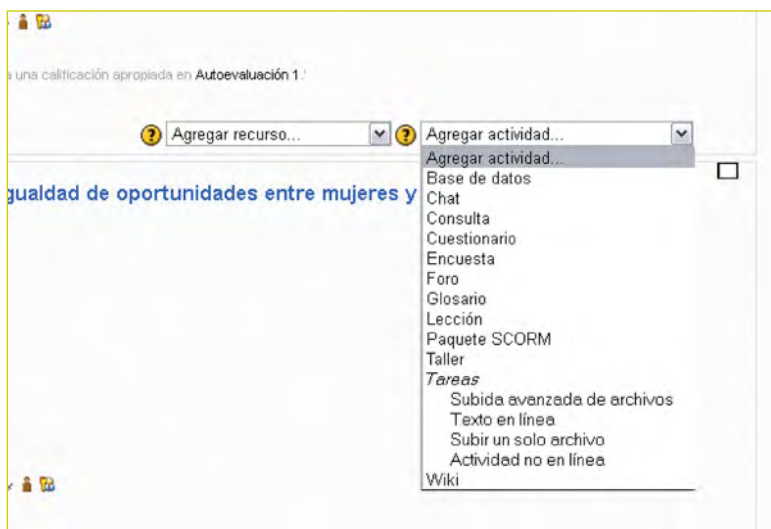 a una calificación apropiada en Autoevaluación 1.'
Agregar recurso... Agregar actividad...
Agregar actividad...
Base de datos
gualdad de oportunidades entre mujeres y
Chat
Consulta
Cuestionario
Encuesta
Foro
Glosario
Lección
Paquete SCORM
Taller
Tareas
Subida avanzada de archivos
Texto en línea
Subir un solo archivo
Actividad no en línea
Wiki